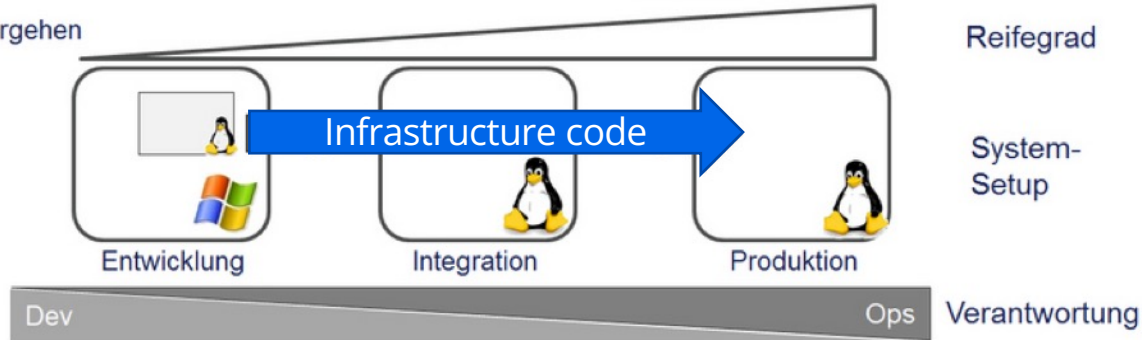 rgehen
Reifegrad
Infrastructure code
System-
Setup
Entwicklung
Integration
Produktion
Dev
Ops
Verantwortung